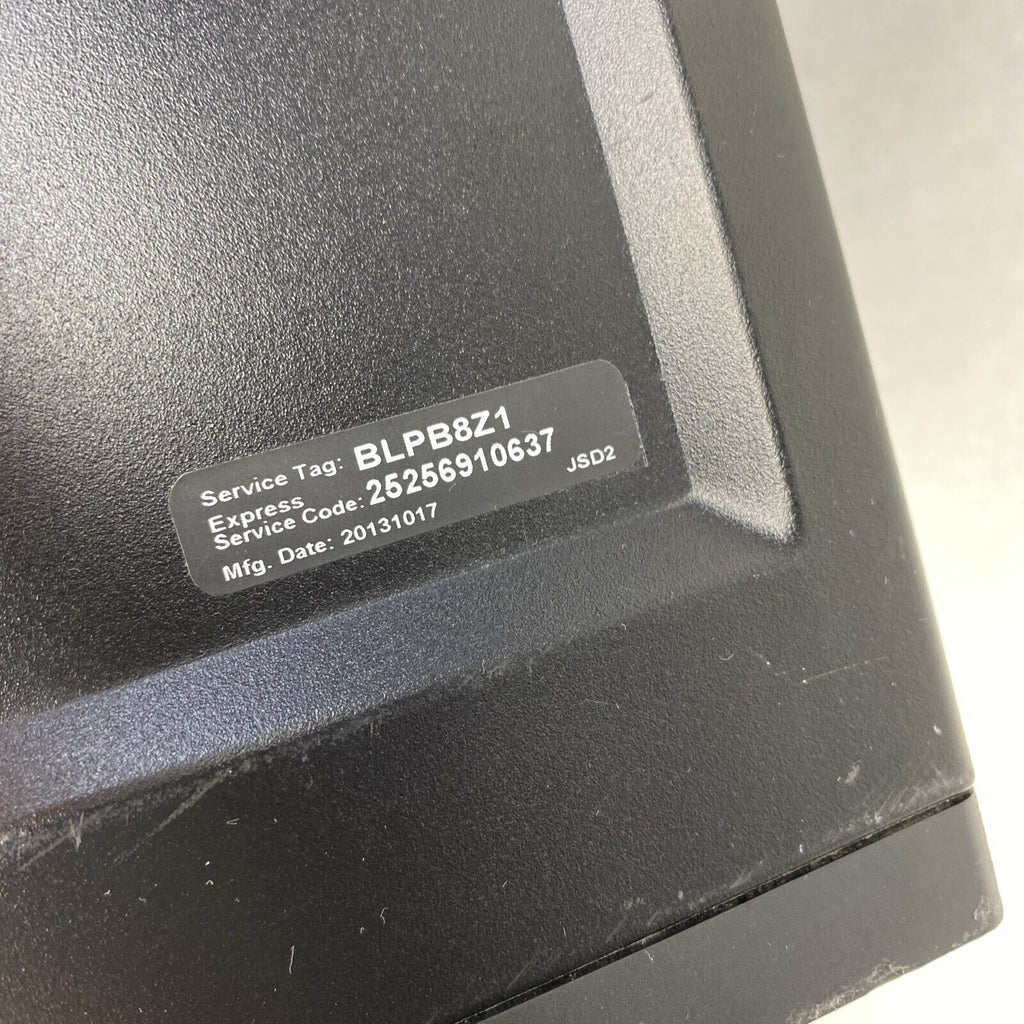 Service Tag: BLPB8Z1
Express
Service Code: 25256910637
Mfg. Date: 20131017 JSD2